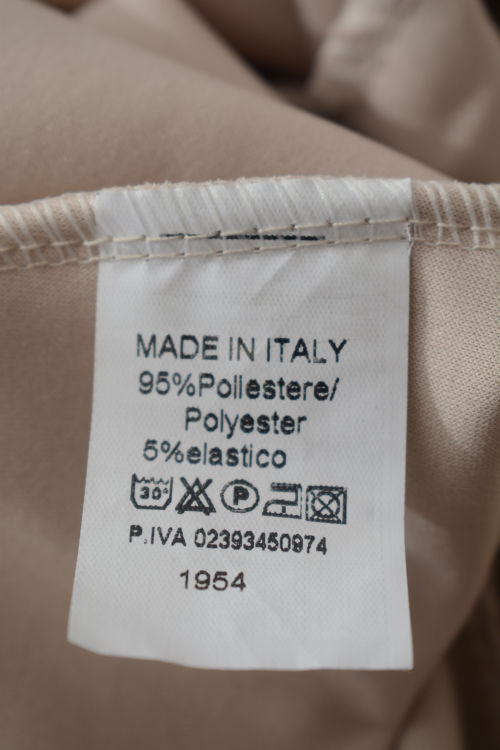 MADE IN ITALY
95%Poliestere/
Polyester
5%elastico
30° P
P.IVA 02393450974
1954